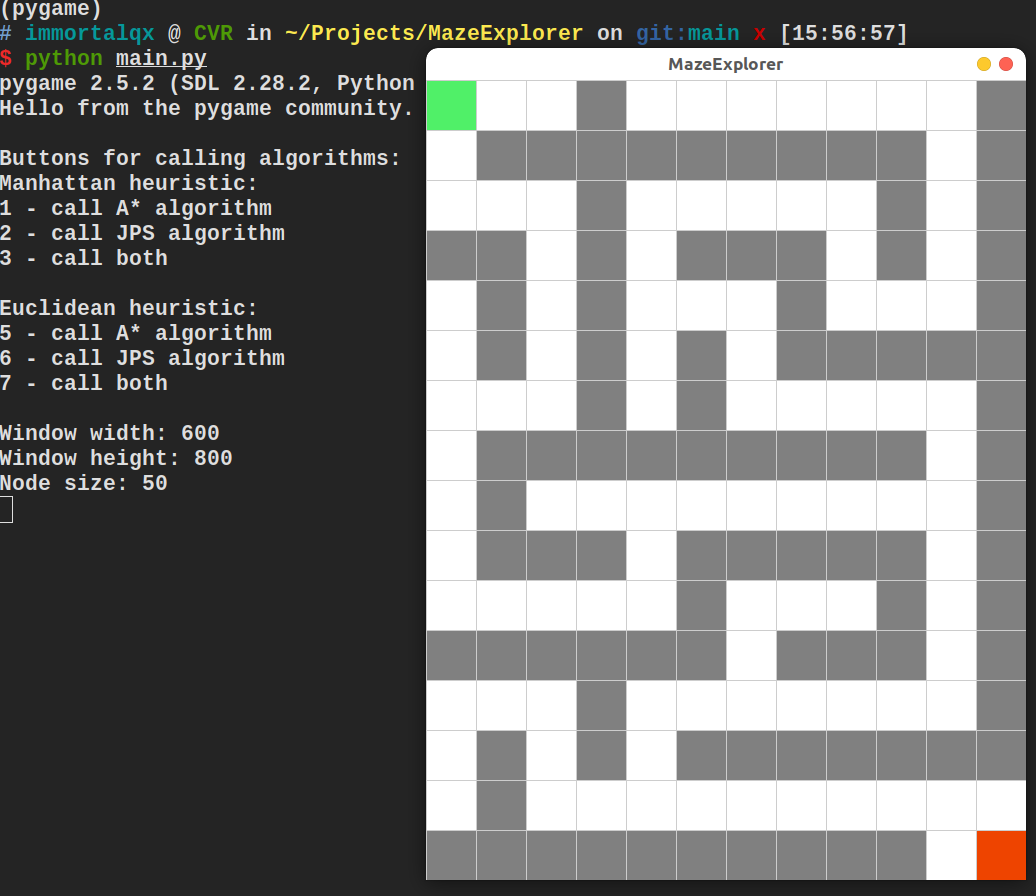 (pygame)
# immortalqx @ CVR in ~/Projects/MazeExplorer on git:main x [15:56:57]
$ python main.py
pygame 2.5.2 (SDL 2.28.2, Python
Hello from the pygame community.
Buttons for calling algorithms:
Manhattan heuristic:
1 - call A* algorithm
2 - call JPS algorithm
3 - call both
Euclidean heuristic:
5 - call A* algorithm
6 - call JPS algorithm
7 - call both
Window width: 600
Window height: 800
Node size: 50
MazeExplorer